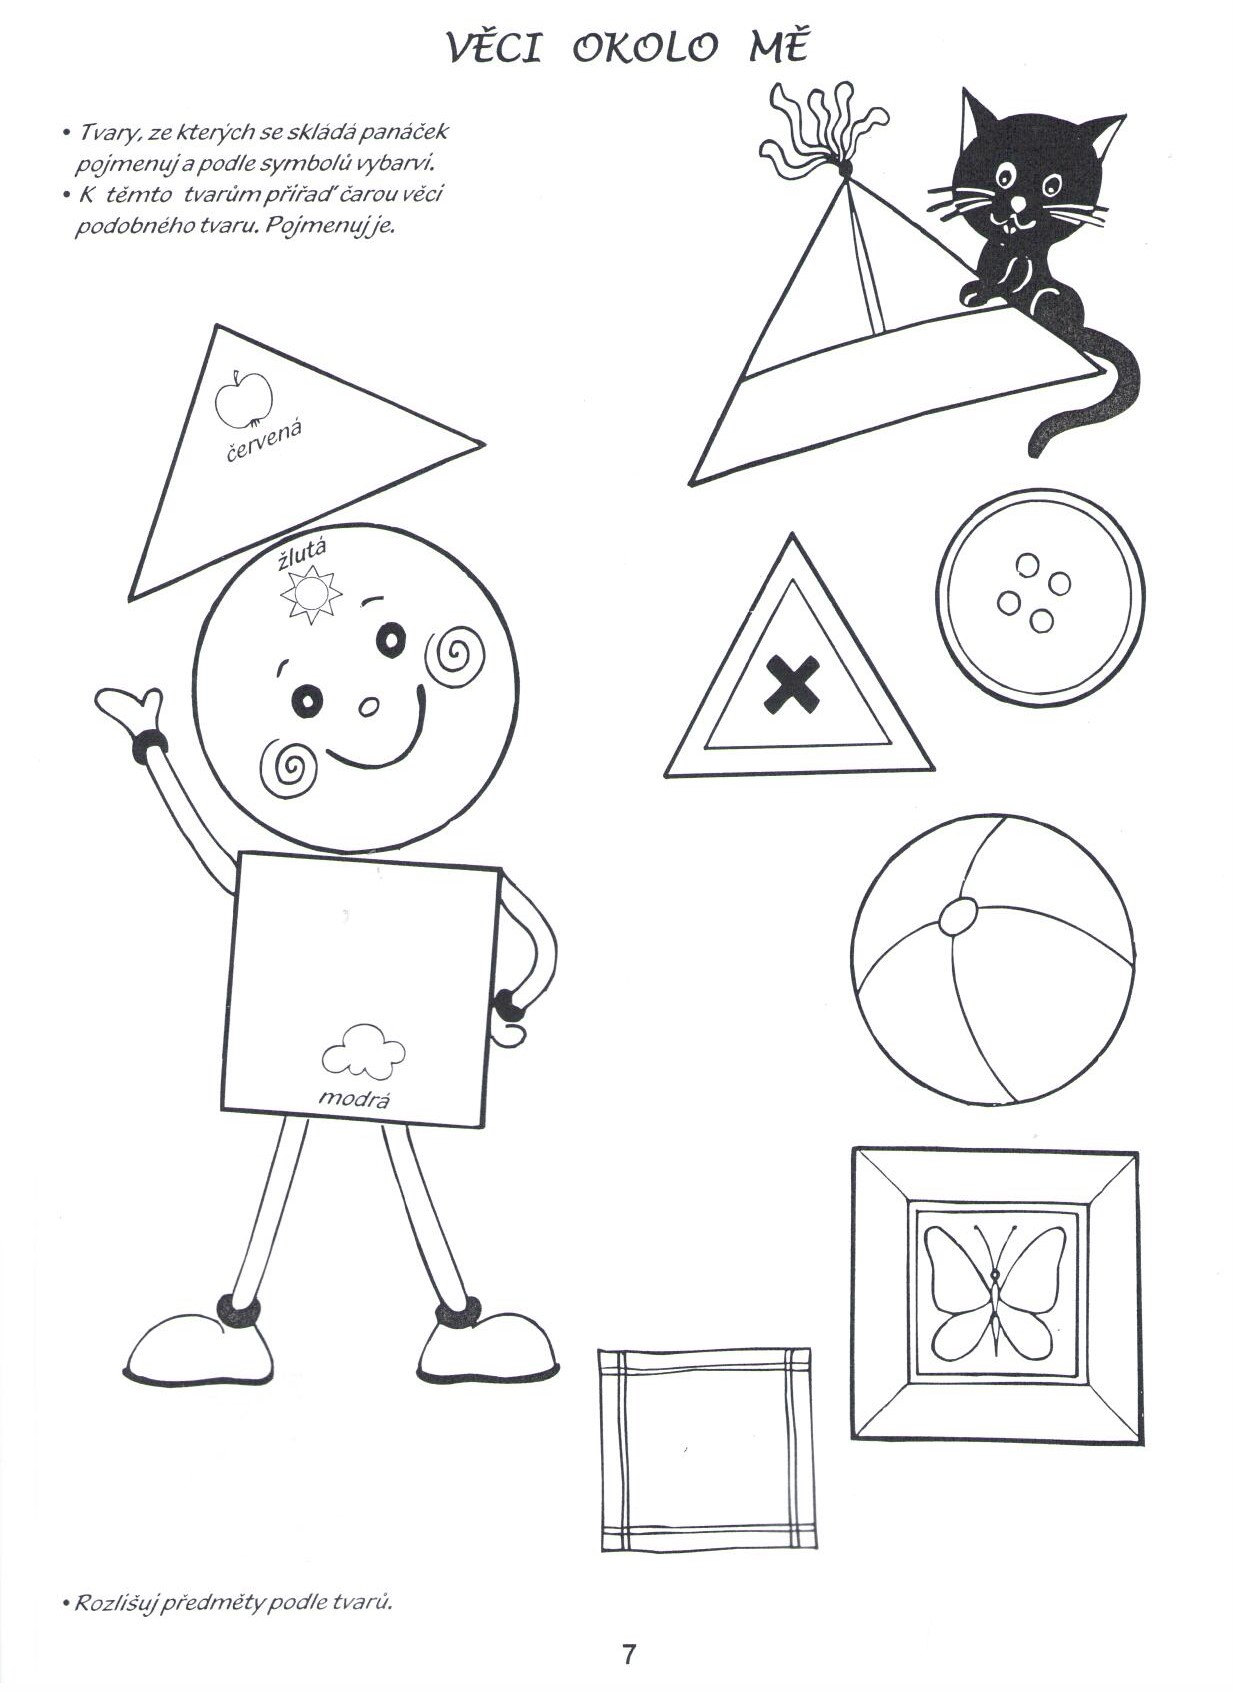 VĚCI OKOLO MĚ
• Tvary, ze kterých se skládá panáček
pojmenuj a podle symbolů vybarvi.
• K těmto tvarům přiřaď čarou věci
podobného tvaru. Pojmenuj je.
červená
žlutá
modrá
• Rozlišuj předměty podle tvarů.
7